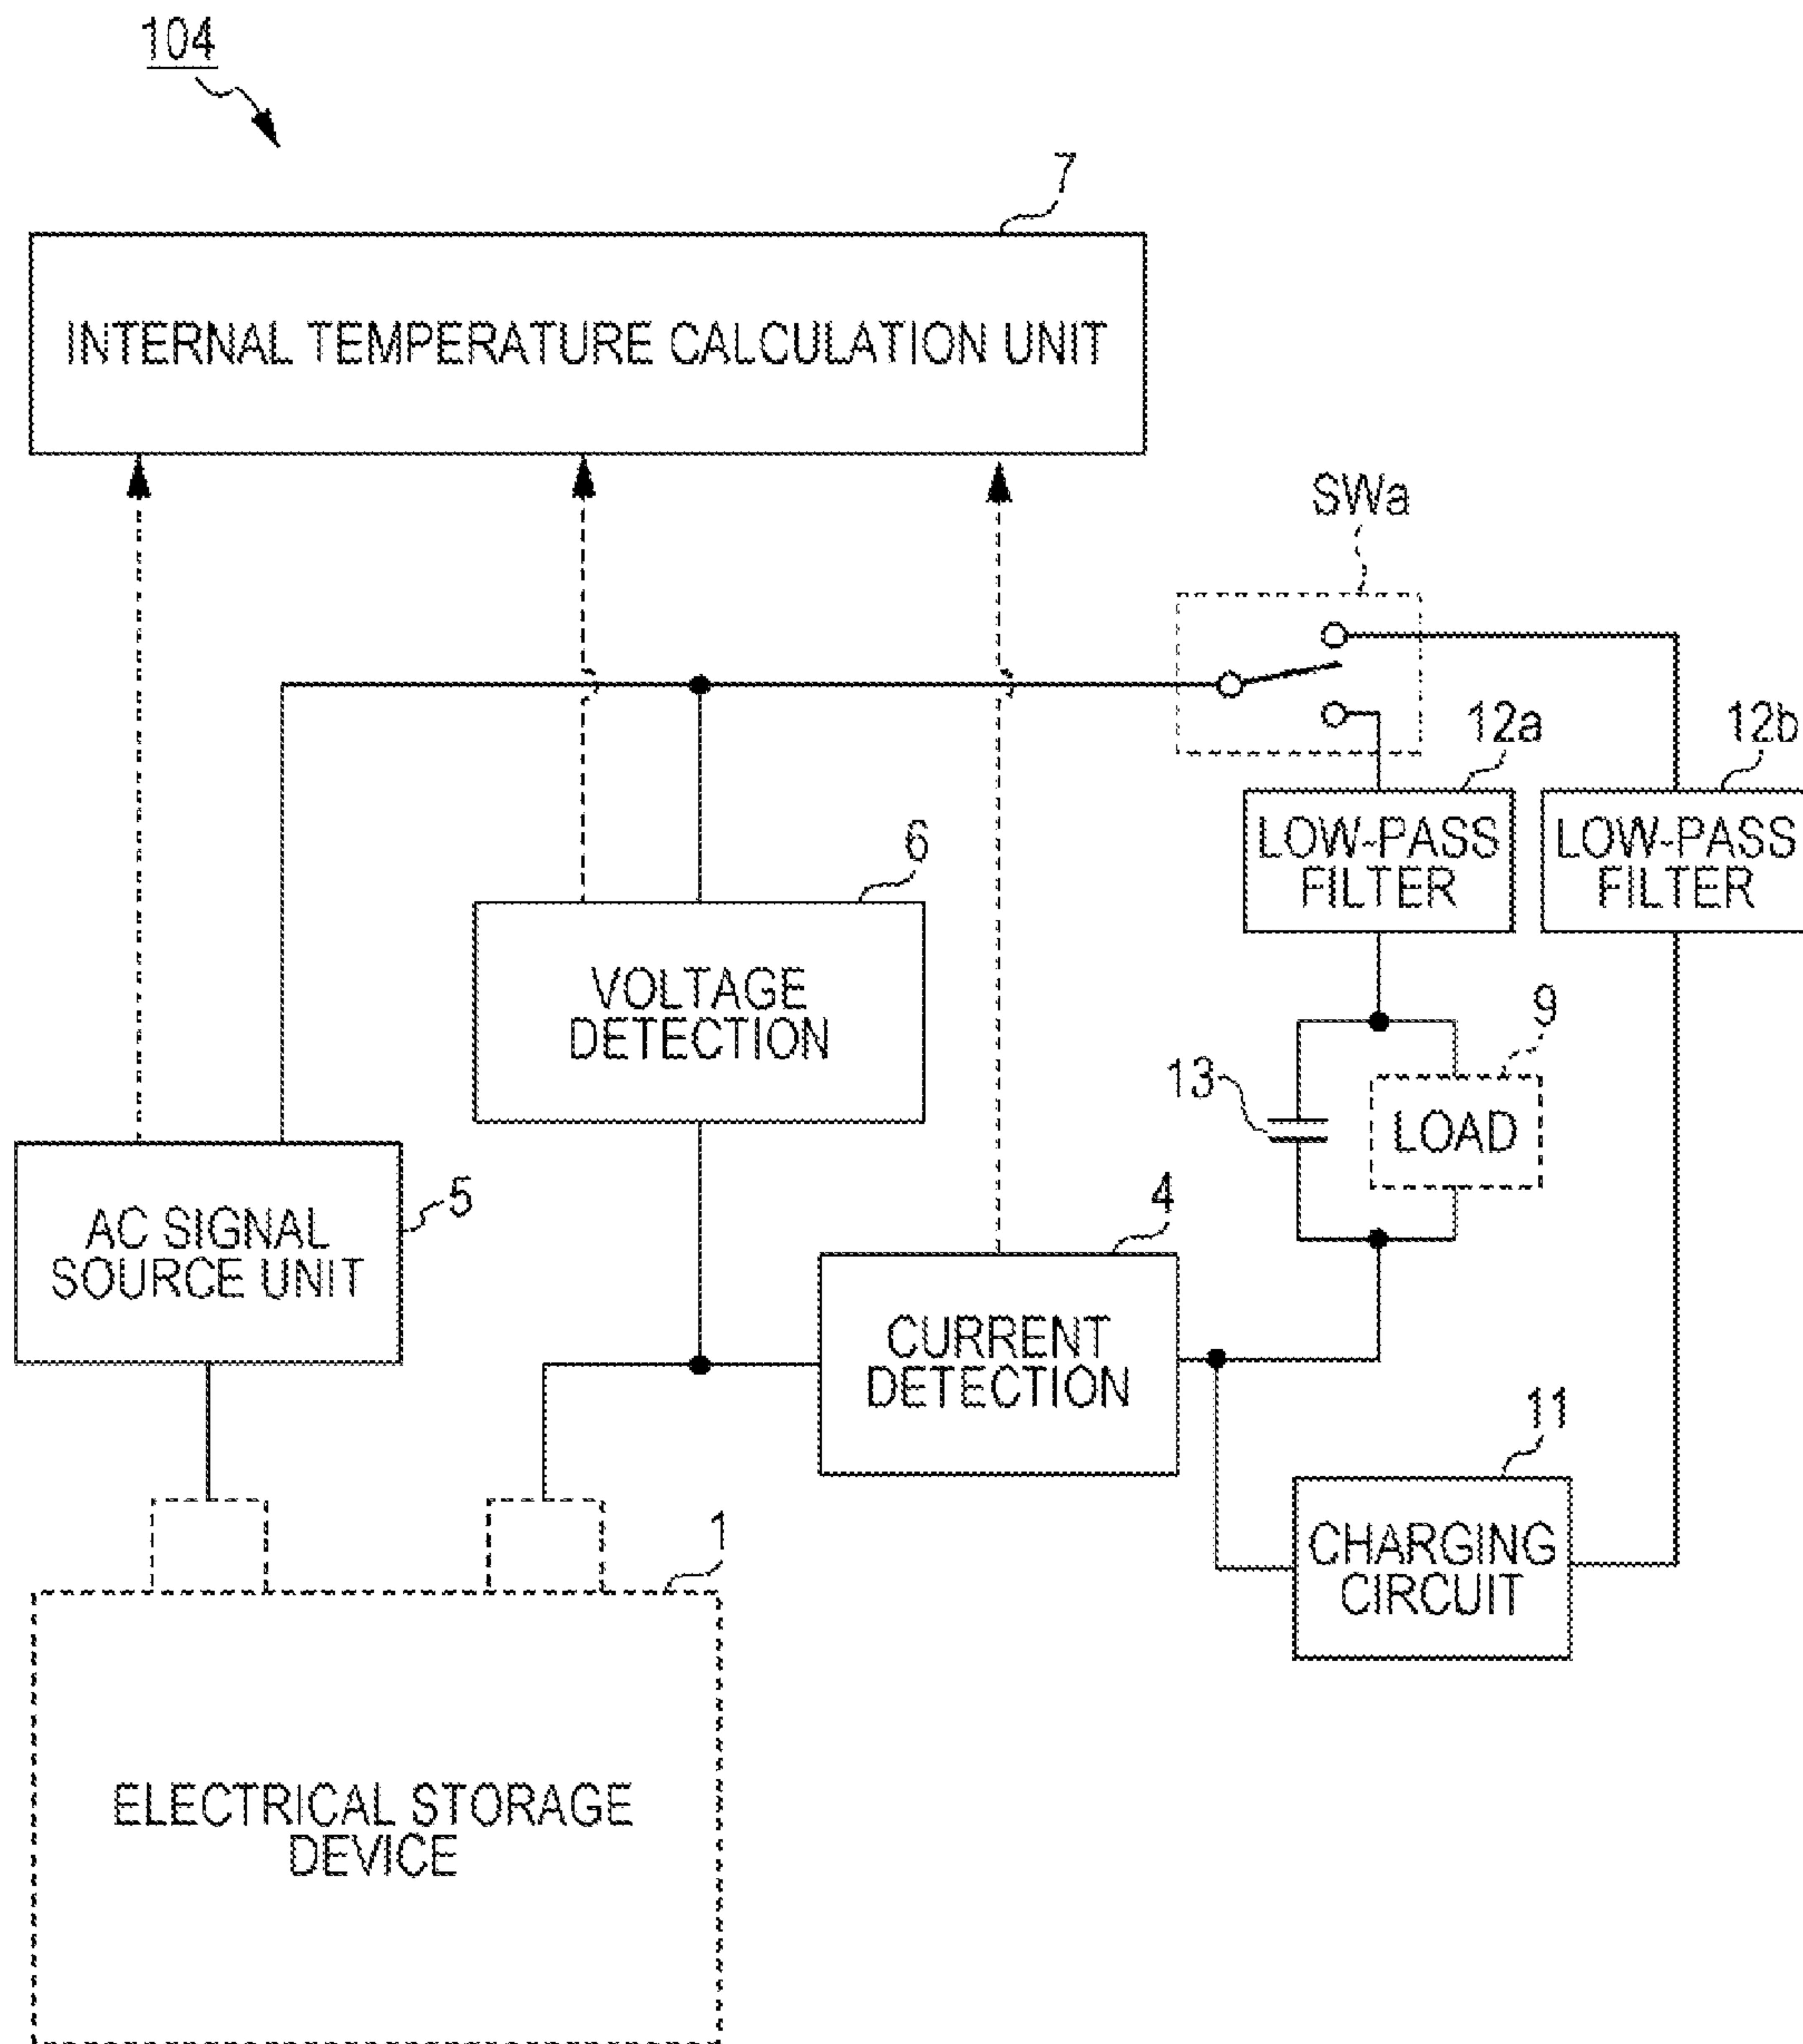 104
7
INTERNAL TEMPERATURE CALCULATION UNIT
SWa
12a
12b
LOW-PASS
FILTER
LOW-PASS
FILTER
6
VOLTAGE
DETECTION
9
13
LOAD
5
AC SIGNAL
SOURCE UNIT
4
CURRENT
DETECTION
11
CHARGING
CIRCUIT
1
ELECTRICAL STORAGE
DEVICE